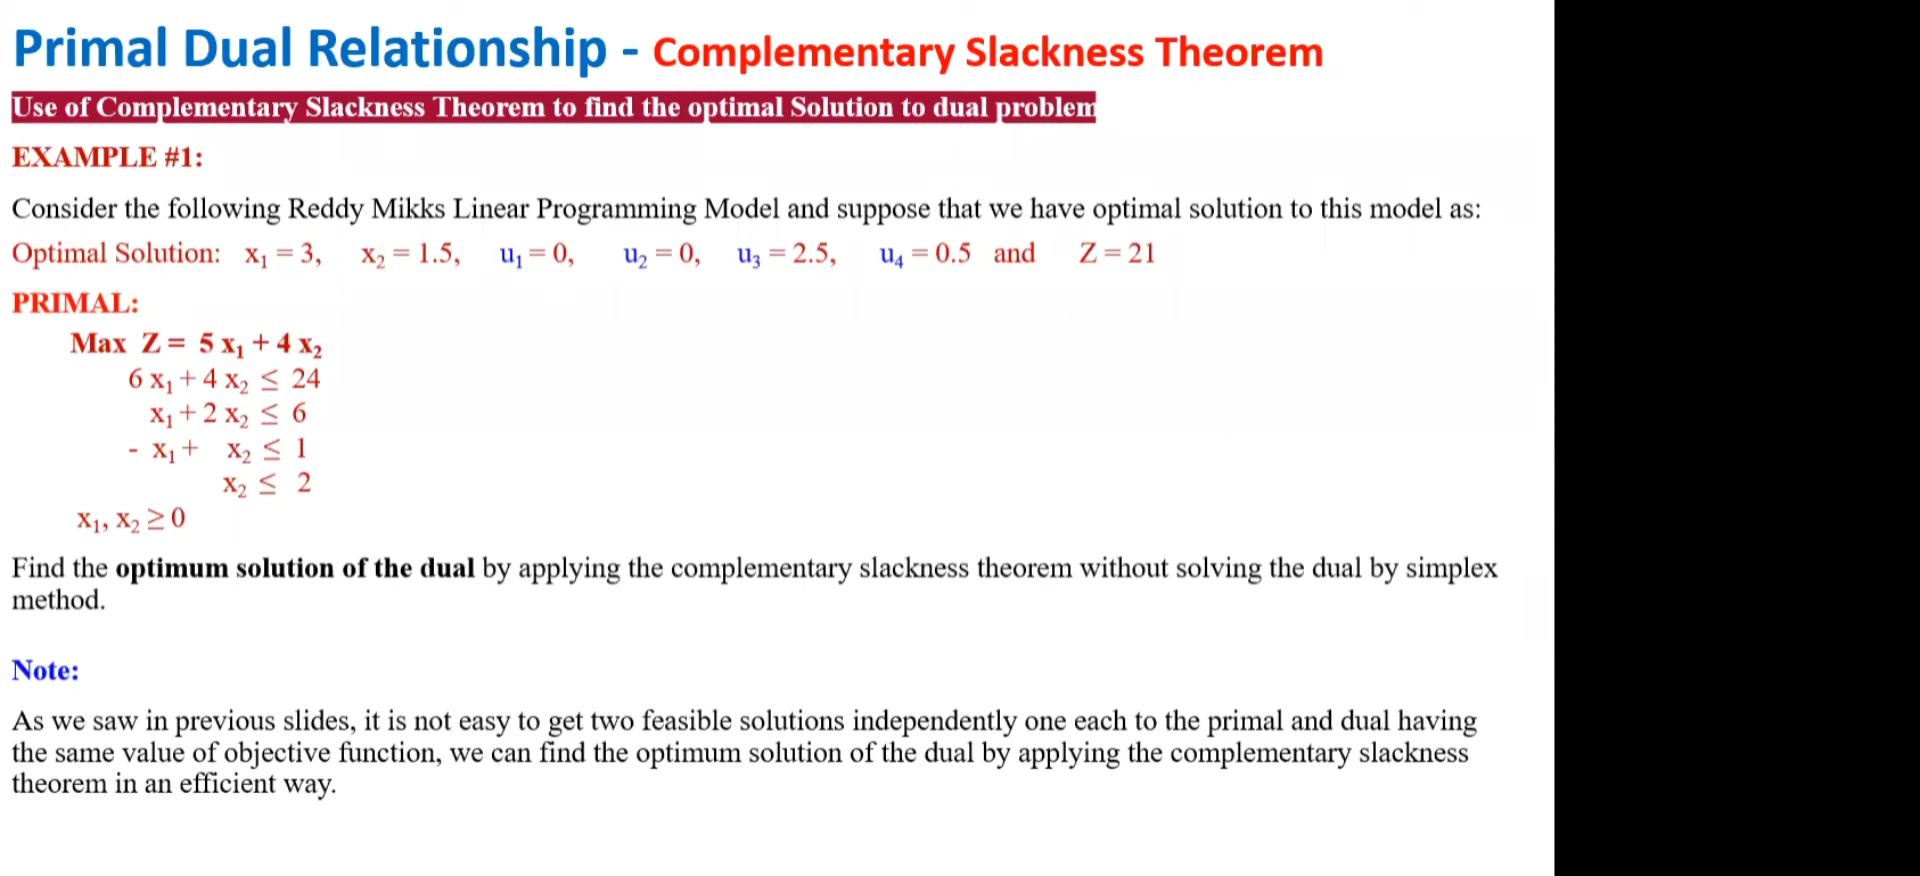 Primal Dual Relationship - Complementary Slackness Theorem
Use of Complementary Slackness Theorem to find the optimal Solution to dual problem
EXAMPLE #1:
Consider the following Reddy Mikks Linear Programming Model and suppose that we have optimal solution to this model as:
Optimal Solution: x₁ = 3, x₂ = 1.5, u₁ = 0, u₂ = 0, u₃ = 2.5, u₄ = 0.5 and Z = 21
PRIMAL:
Max Z = 5 x₁ + 4 x₂
6 x₁ + 4 x₂ ≤ 24
x₁ + 2 x₂ ≤ 6
- x₁ + x₂ ≤ 1
x₂ ≤ 2
x₁, x₂ ≥ 0
Find the optimum solution of the dual by applying the complementary slackness theorem without solving the dual by simplex
method.
Note:
As we saw in previous slides, it is not easy to get two feasible solutions independently one each to the primal and dual having
the same value of objective function, we can find the optimum solution of the dual by applying the complementary slackness
theorem in an efficient way.